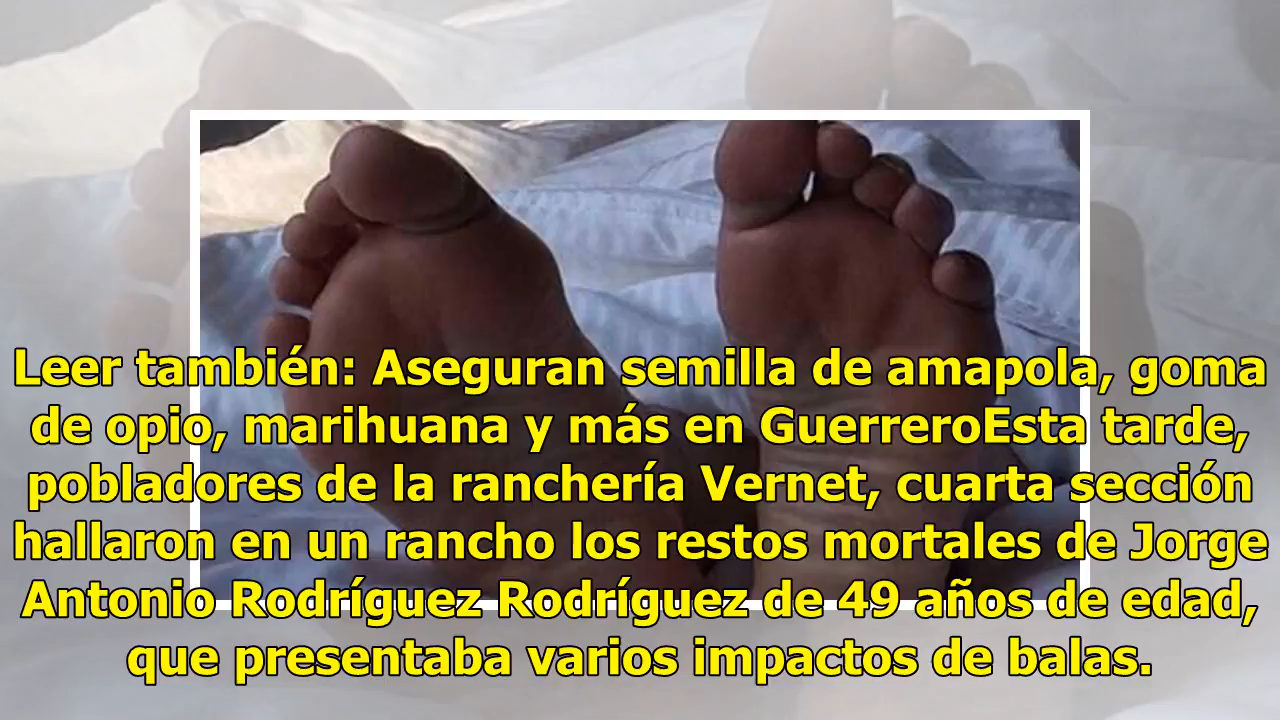 Leer también: Aseguran semilla de amapola, goma
de opio, marihuana y más en GuerreroEsta tarde,
pobladores de la ranchería Vernet, cuarta sección
hallaron en un rancho los restos mortales de Jorge
Antonio Rodríguez Rodríguez de 49 años de edad,
que presentaba varios impactos de balas.